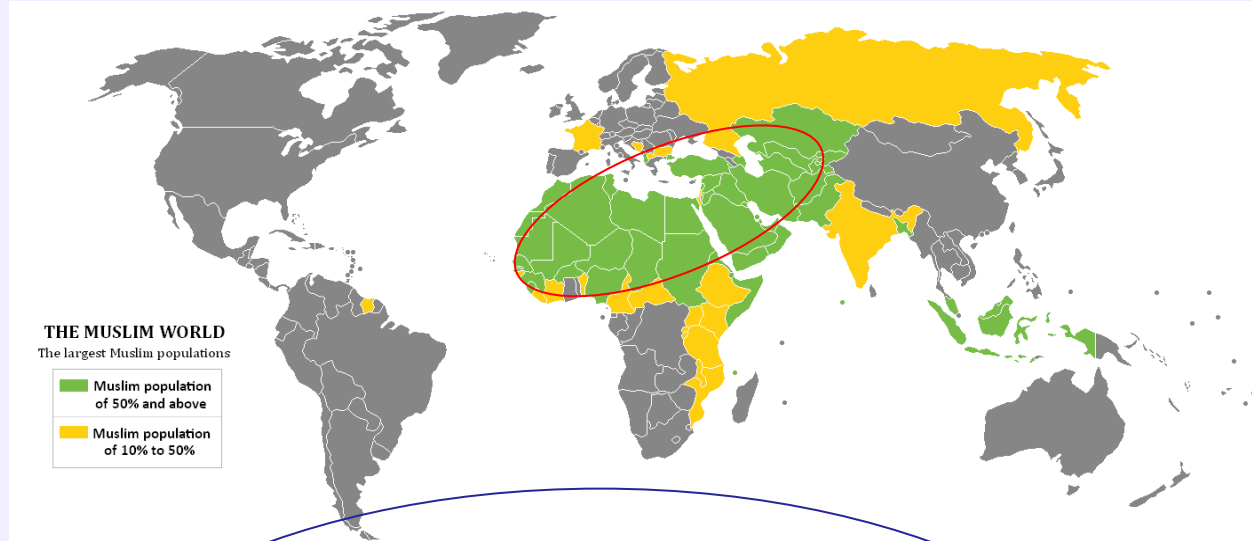 THE MUSLIM WORLD
The largest Muslim populations
Muslim population
of 50% and above
Muslim population
of 10% to 50%